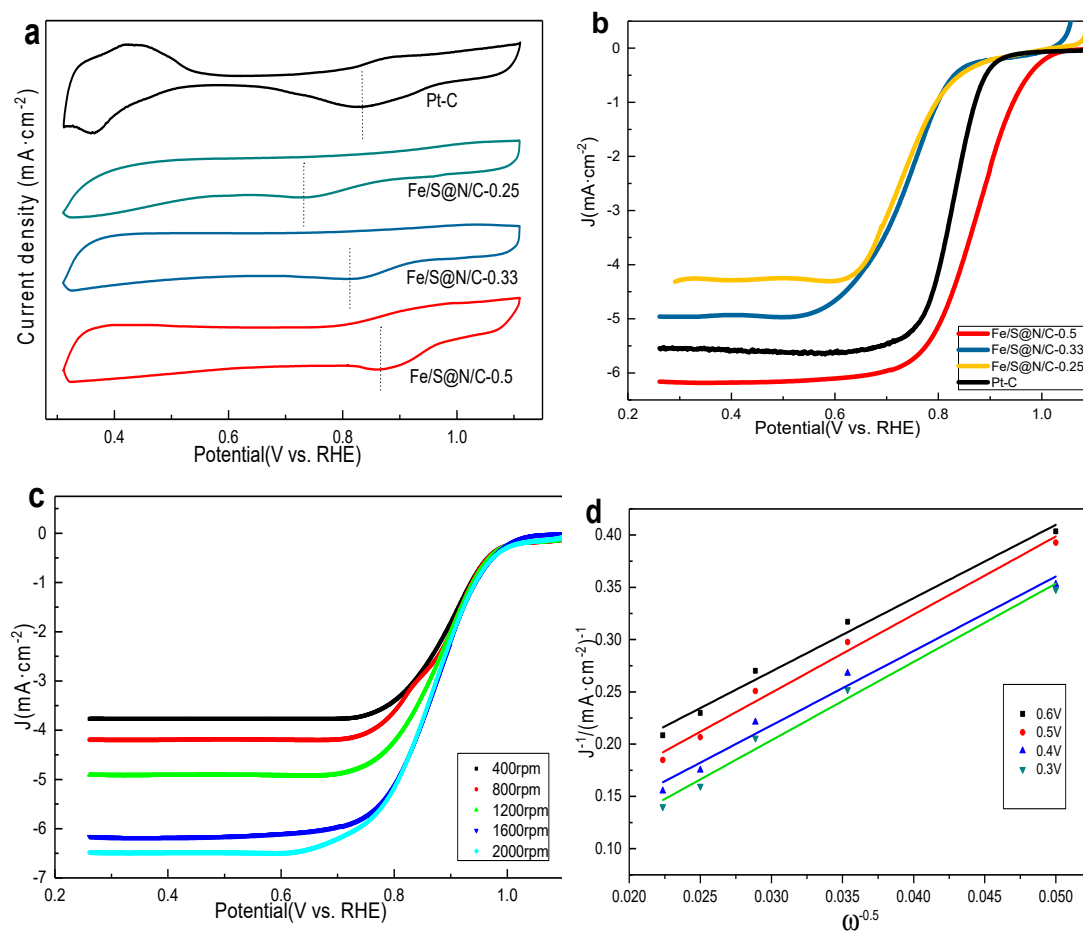 a
Current density (mA·cm-2)
Pt-C
Fe/S@N/C-0.25
Fe/S@N/C-0.33
Fe/S@N/C-0.5
0.4 0.6 0.8 1.0
Potential(V vs. RHE)
b
J(mA·cm-2)
0
-1
-2
-3
-4
-5
-6
Fe/S@N/C-0.5
Fe/S@N/C-0.33
Fe/S@N/C-0.25
Pt-C
0.2 0.4 0.6 0.8 1.0
Potential(V vs. RHE)
c
J(mA·cm-2)
0
-1
-2
-3
-4
-5
-6
-7
400rpm
800rpm
1200rpm
1600rpm
2000rpm
0.2 0.4 0.6 0.8 1.0
Potential(V vs. RHE)
d
J-1/(mA·cm-2)-1
0.40
0.35
0.30
0.25
0.20
0.15
0.10
0.6V
0.5V
0.4V
0.3V
0.020 0.025 0.030 0.035 0.040 0.045 0.050
ω-0.5